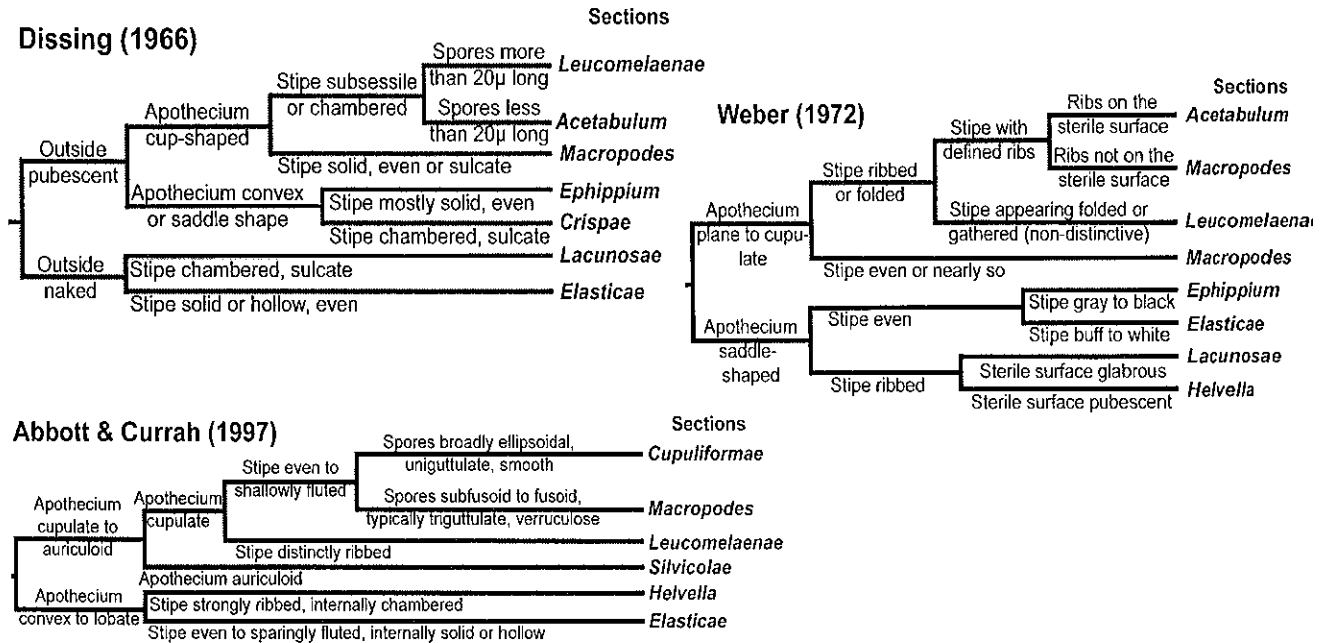 Sections
Dissing (1966)
Spores more
than 20µ long
Leucomelaenae
Stipe subsessile
or chambered
Spores less
than 20µ long
Acetabulum
Apothecium
cup-shaped
Stipe solid, even or sulcate
Macropodes
Outside
pubescent
Apothecium convex
or saddle shape
Stipe mostly solid, even
Ephippium
Stipe chambered, sulcate
Crispae
Outside
naked
Stipe chambered, sulcate
Lacunosae
Stipe solid or hollow, even
Elasticae
Sections
Weber (1972)
Ribs on the
sterile surface
Acetabulum
Stipe with
defined ribs
Ribs not on the
sterile surface
Macropodes
Stipe ribbed
or folded
Stipe appearing folded or
gathered (non-distinctive)
Leucomelaenae
Apothecium
plane to cupu-
late
Stipe even or nearly so
Macropodes
Stipe gray to black
Ephippium
Stipe even
Stipe buff to white
Elasticae
Apothecium
saddle-
shaped
Sterile surface glabrous
Lacunosae
Stipe ribbed
Sterile surface pubescent
Helvella
Abbott & Currah (1997)
Sections
Spores broadly ellipsoidal,
uniguttulate, smooth
Cupuliformae
Stipe even to
shallowly fluted
Spores subfusoid to fusoid,
typically triguttulate, verruculose
Macropodes
Apothecium
cupulate
Stipe distinctly ribbed
Leucomelaenae
Apothecium
cupulate to
auriculoid
Apothecium auriculoid
Silvicolae
Apothecium
convex to lobate
Stipe strongly ribbed, internally chambered
Helvella
Stipe even to sparingly fluted, internally solid or hollow
Elasticae